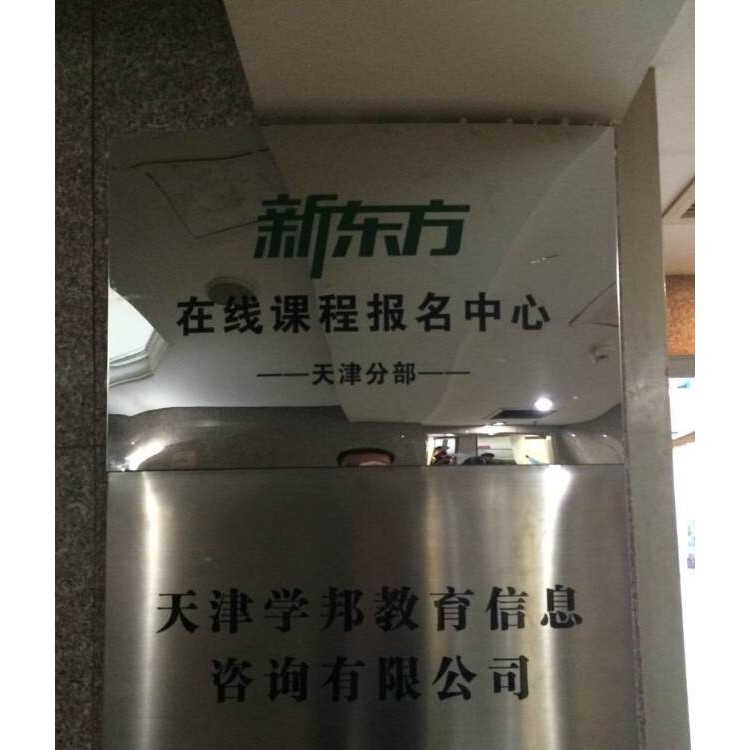 新东方
在线课程报名中心
——天津分部——
天津学邦教育信息
咨询有限公司